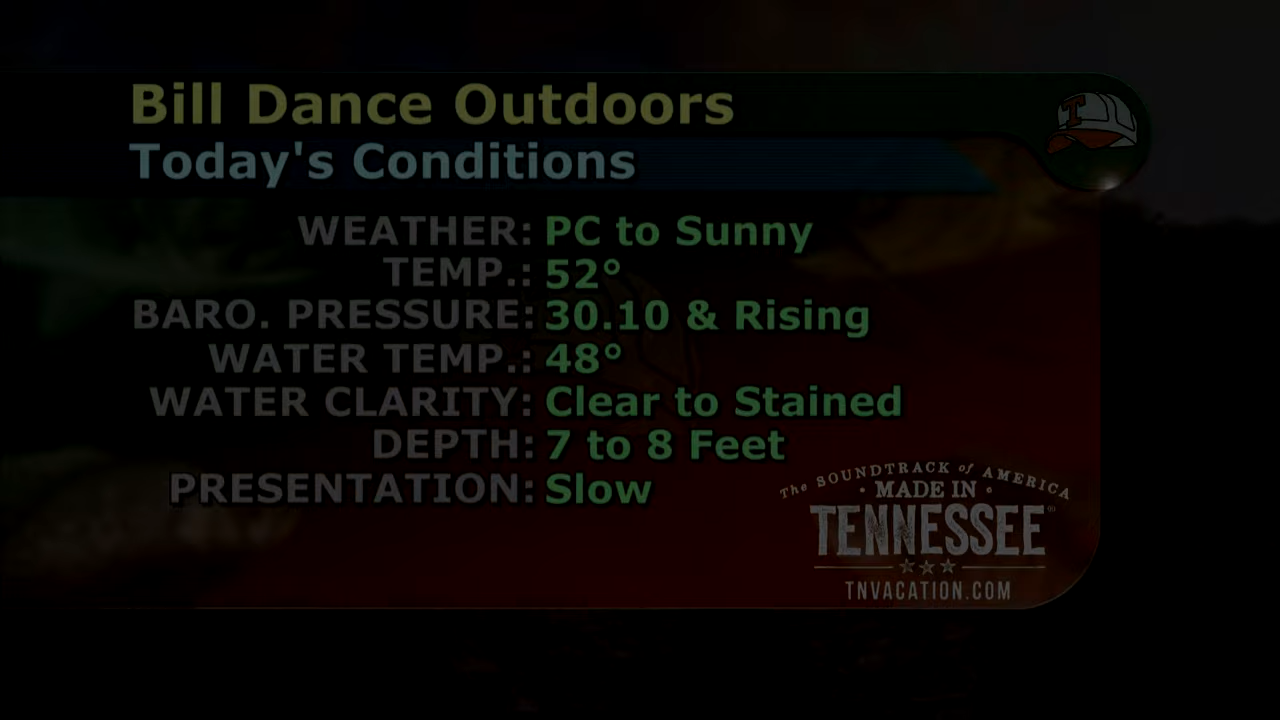 Bill Dance Outdoors
T
Today's Conditions
WEATHER: PC to Sunny
TEMP.: 52°
BARO. PRESSURE: 30.10 & Rising
WATER TEMP.: 48°
WATER CLARITY: Clear to Stained
DEPTH: 7 to 8 Feet
PRESENTATION: Slow
The SOUNDTRACK of AMERICA
• MADE IN •
TENNESSEE
TNVACATION.COM